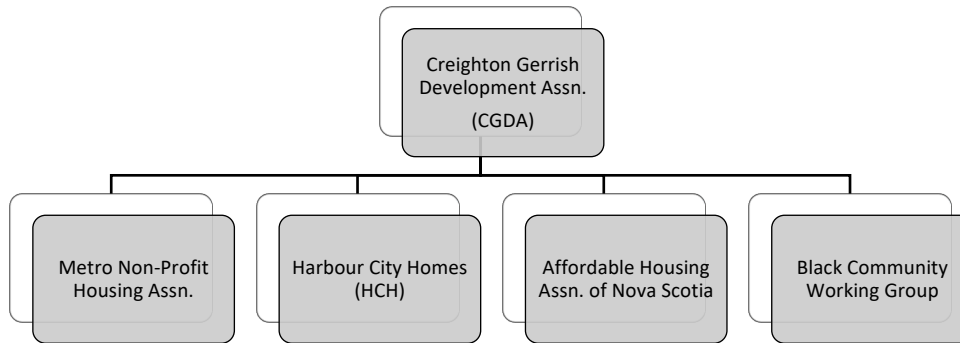 Creighton Gerrish
Development Assn.
(CGDA)
Metro Non-Profit
Housing Assn.
Harbour City Homes
(HCH)
Affordable Housing
Assn. of Nova Scotia
Black Community
Working Group